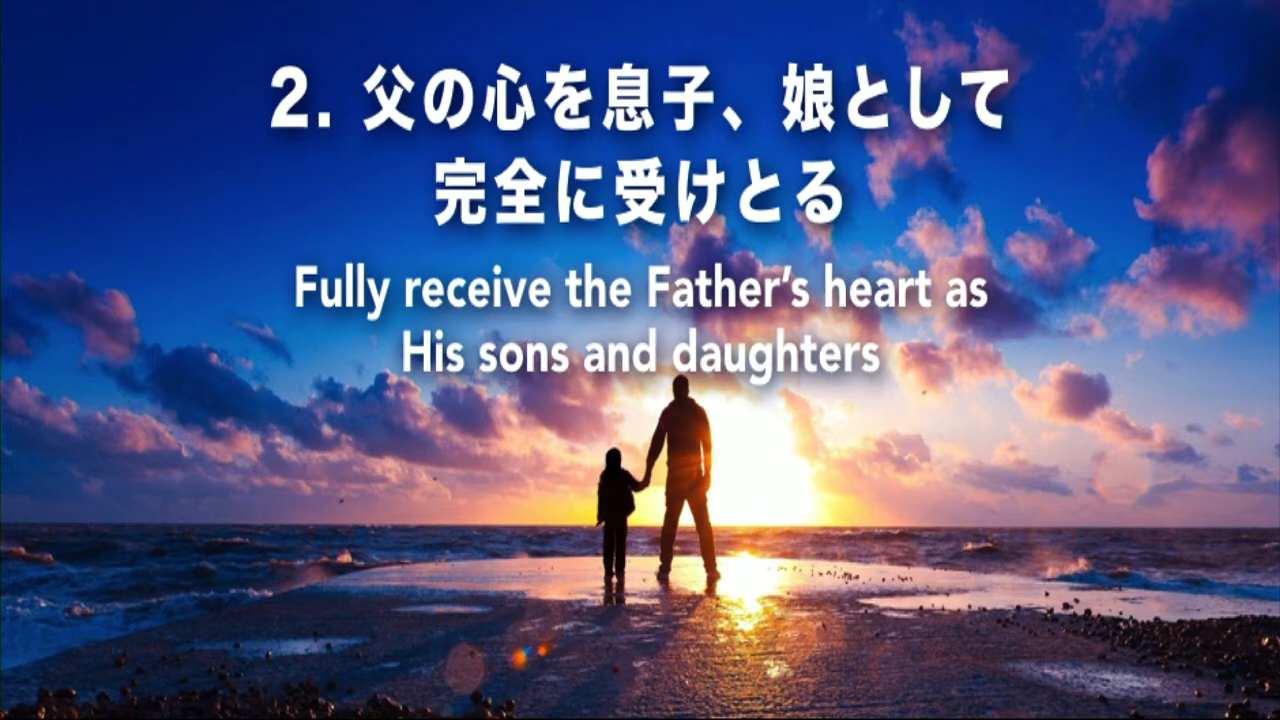 2. 父の心を息子、娘として
完全に受けとる
Fully receive the Father's heart as
His sons and daughters